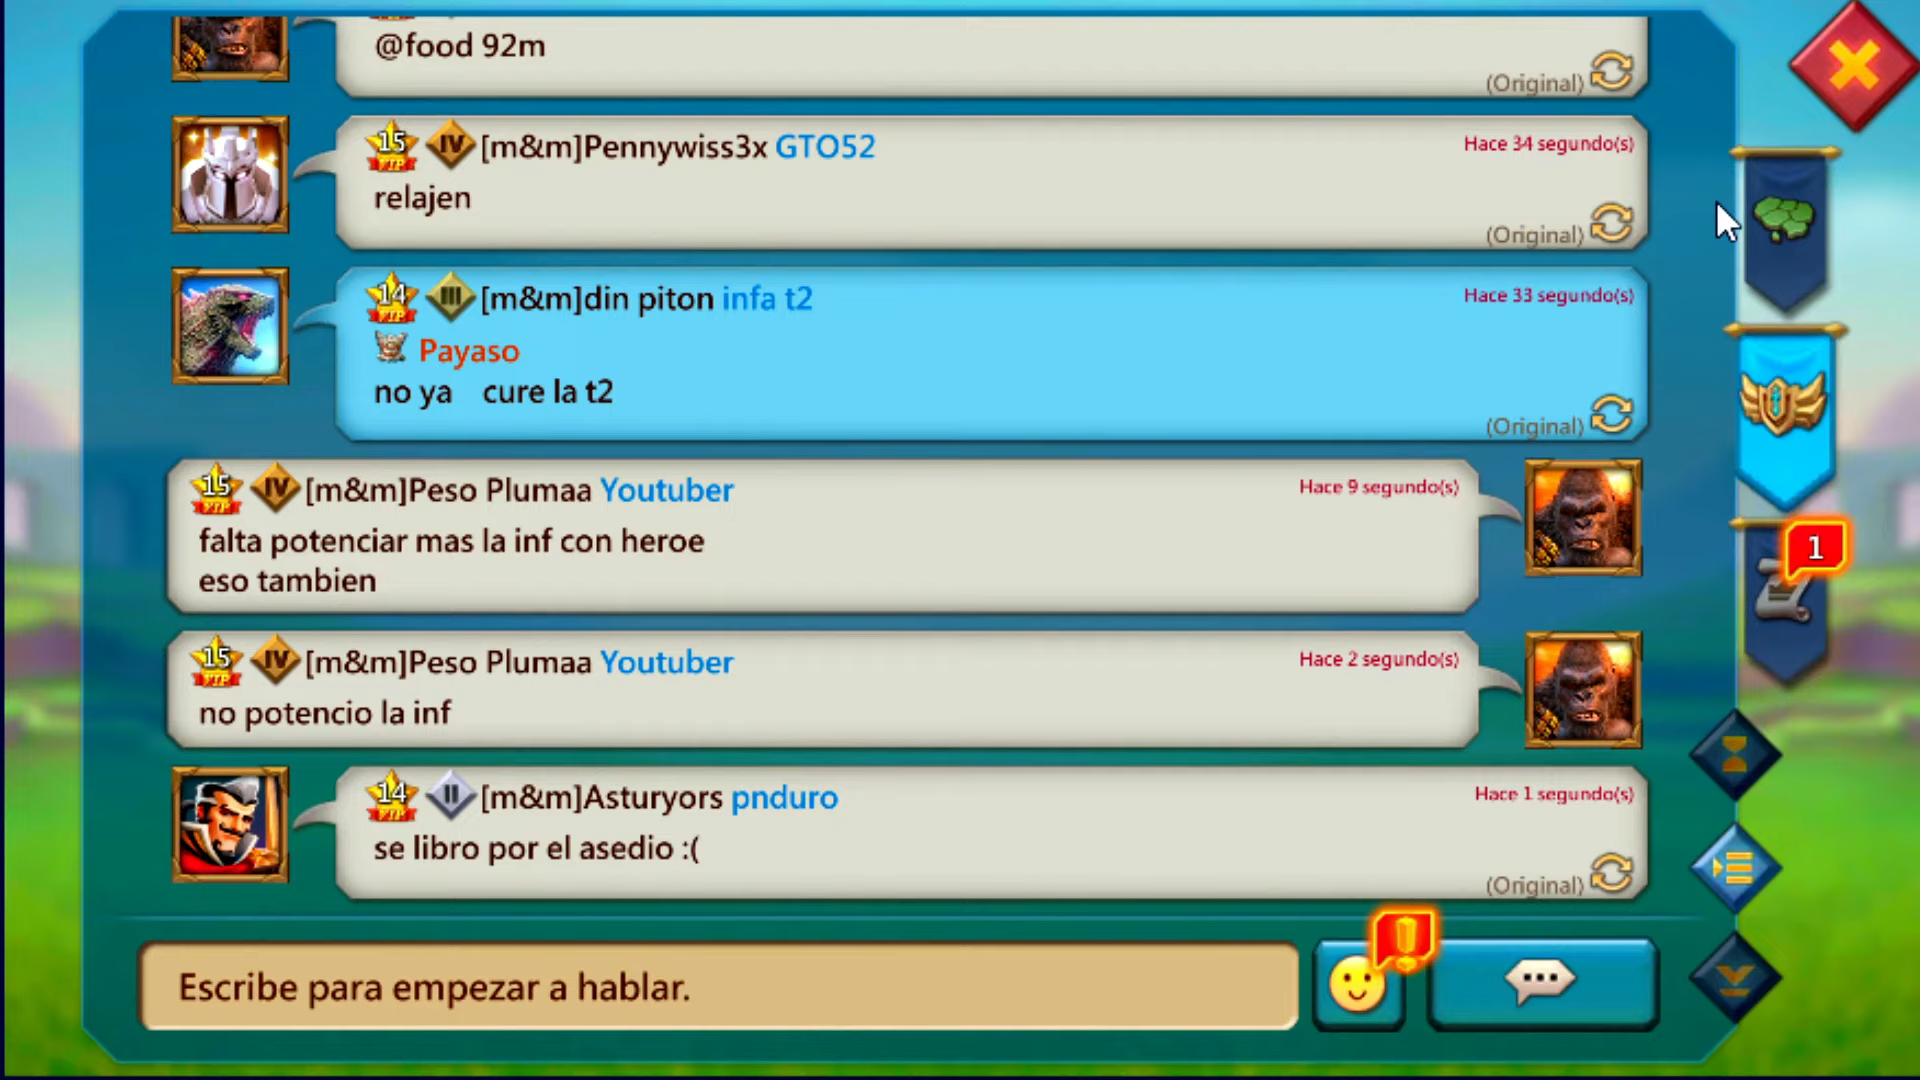 @food 92m
(Original)
15 VIP IV [m&m]Pennywiss3x GTO52 Hace 34 segundo(s)
relajen
(Original)
14 VIP III [m&m]din piton infa t2 Hace 33 segundo(s)
Payaso
no ya cure la t2
(Original)
15 VIP IV [m&m]Peso Plumaa Youtuber Hace 9 segundo(s)
falta potenciar mas la inf con heroe
eso tambien
15 VIP IV [m&m]Peso Plumaa Youtuber Hace 2 segundo(s)
no potencio la inf
14 VIP II [m&m]Asturyors pnduro Hace 1 segundo(s)
se libro por el asedio :(
(Original)
Escribe para empezar a hablar.
1